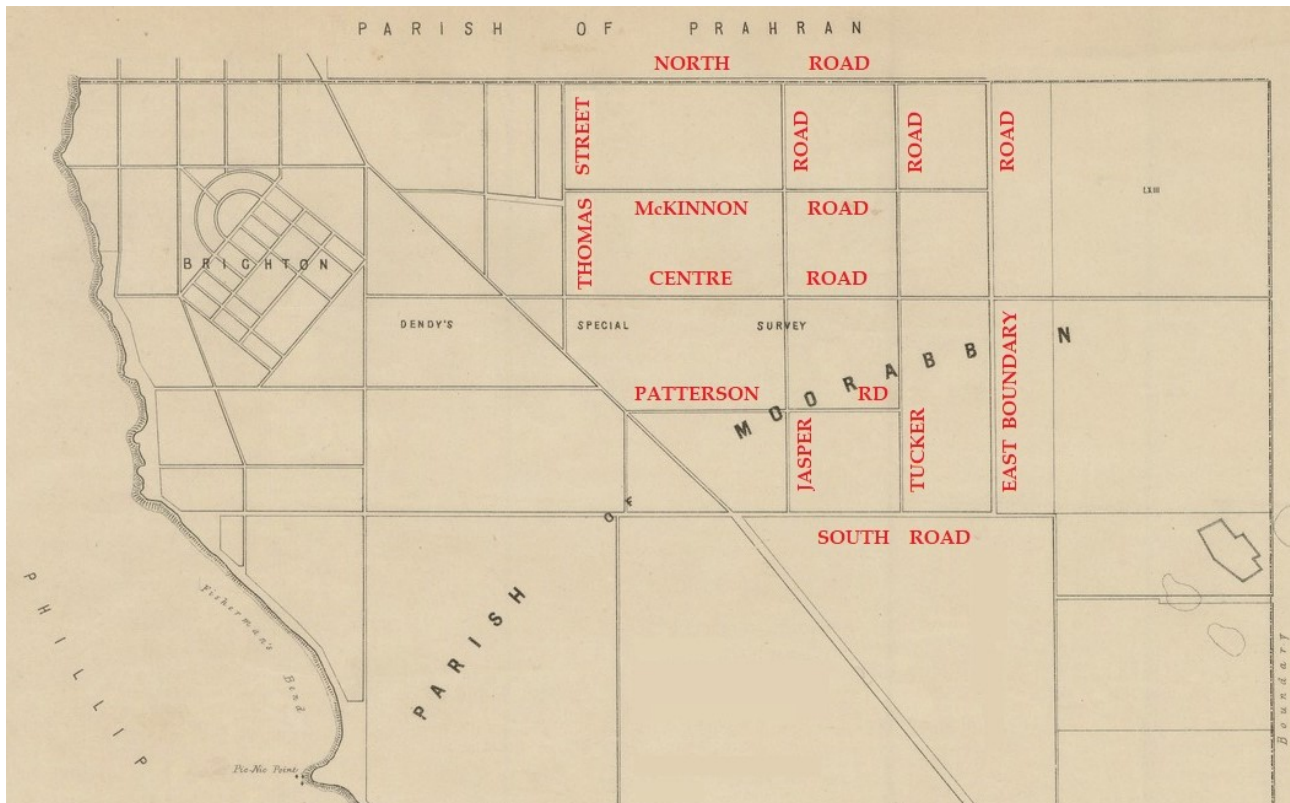 PARISH OF PRAHRAN
NORTH ROAD
THOMAS STREET
JASPER ROAD
TUCKER ROAD
EAST BOUNDARY ROAD
LXIII
McKINNON ROAD
BRIGHTON
CENTRE ROAD
DENDY'S SPECIAL SURVEY
PATTERSON RD
PARISH OF MOORABBIN
SOUTH ROAD
PHILLIP
Fisherman's Bend
Pic-Nic Point
Boundary